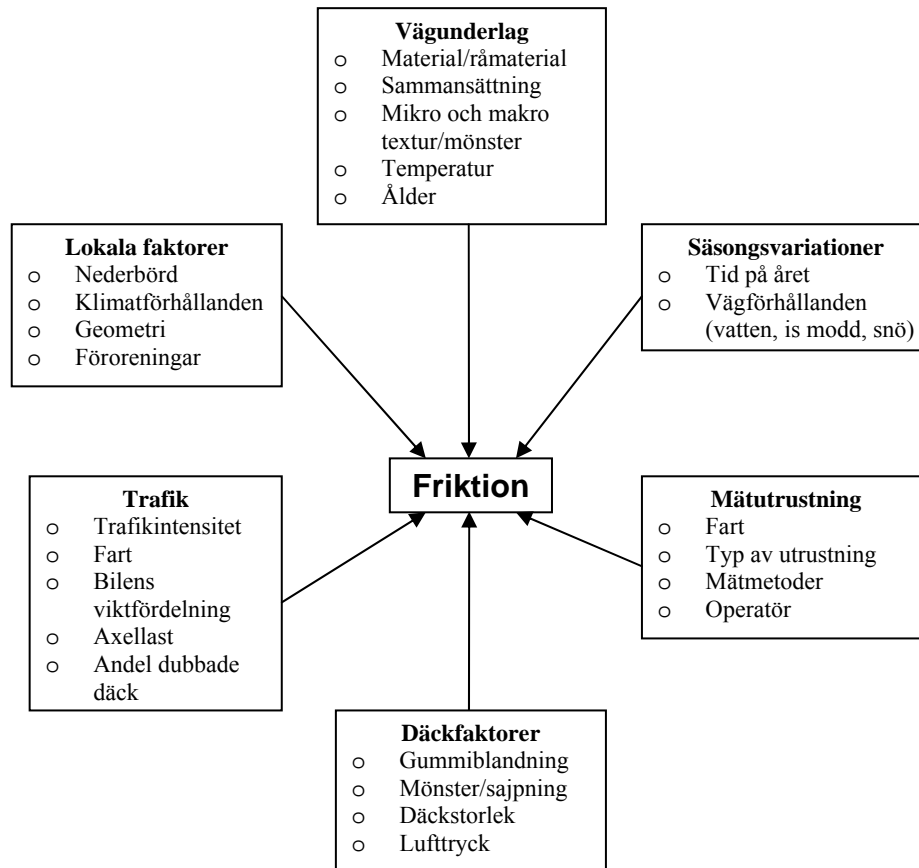 Vägunderlag
o Material/råmaterial
o Sammansättning
o Mikro och makro
textur/mönster
o Temperatur
o Ålder
Lokala faktorer
o Nederbörd
o Klimatförhållanden
o Geometri
o Föroreningar
Säsongsvariationer
o Tid på året
o Vägförhållanden
(vatten, is modd, snö)
Friktion
Trafik
o Trafikintensitet
o Fart
o Bilens
viktfördelning
o Axellast
o Andel dubbade
däck
Mätutrustning
o Fart
o Typ av utrustning
o Mätmetoder
o Operatör
Däckfaktorer
o Gummiblandning
o Mönster/sajpning
o Däckstorlek
o Lufttryck